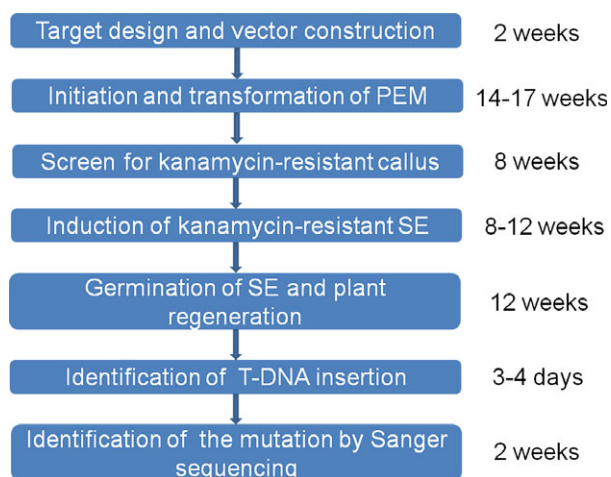 Target design and vector construction 2 weeks
Initiation and transformation of PEM 14-17 weeks
Screen for kanamycin-resistant callus 8 weeks
Induction of kanamycin-resistant SE 8-12 weeks
Germination of SE and plant
regeneration 12 weeks
Identification of T-DNA insertion 3-4 days
Identification of the mutation by Sanger
sequencing 2 weeks